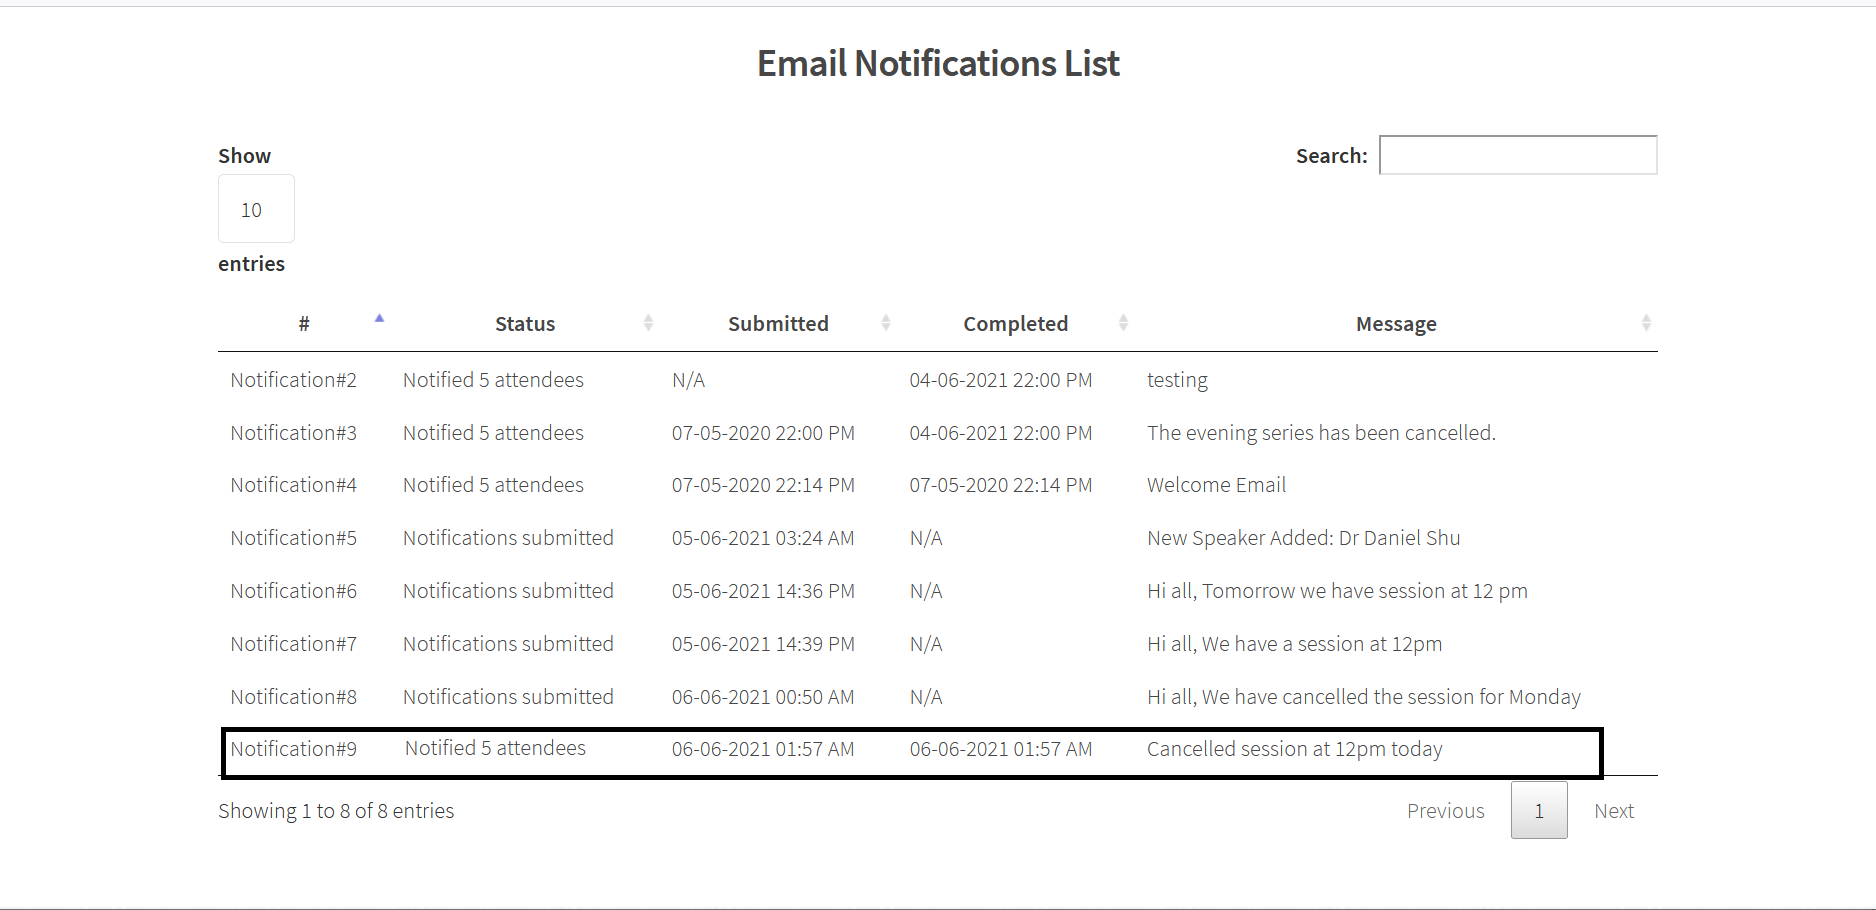 Email Notifications List
Show
10
entries
Search:
# Status Submitted Completed Message
Notification#2 Notified 5 attendees N/A 04-06-2021 22:00 PM testing
Notification#3 Notified 5 attendees 07-05-2020 22:00 PM 04-06-2021 22:00 PM The evening series has been cancelled.
Notification#4 Notified 5 attendees 07-05-2020 22:14 PM 07-05-2020 22:14 PM Welcome Email
Notification#5 Notifications submitted 05-06-2021 03:24 AM N/A New Speaker Added: Dr Daniel Shu
Notification#6 Notifications submitted 05-06-2021 14:36 PM N/A Hi all, Tomorrow we have session at 12 pm
Notification#7 Notifications submitted 05-06-2021 14:39 PM N/A Hi all, We have a session at 12pm
Notification#8 Notifications submitted 06-06-2021 00:50 AM N/A Hi all, We have cancelled the session for Monday
Notification#9 Notified 5 attendees 06-06-2021 01:57 AM 06-06-2021 01:57 AM Cancelled session at 12pm today
Showing 1 to 8 of 8 entries
Previous 1 Next